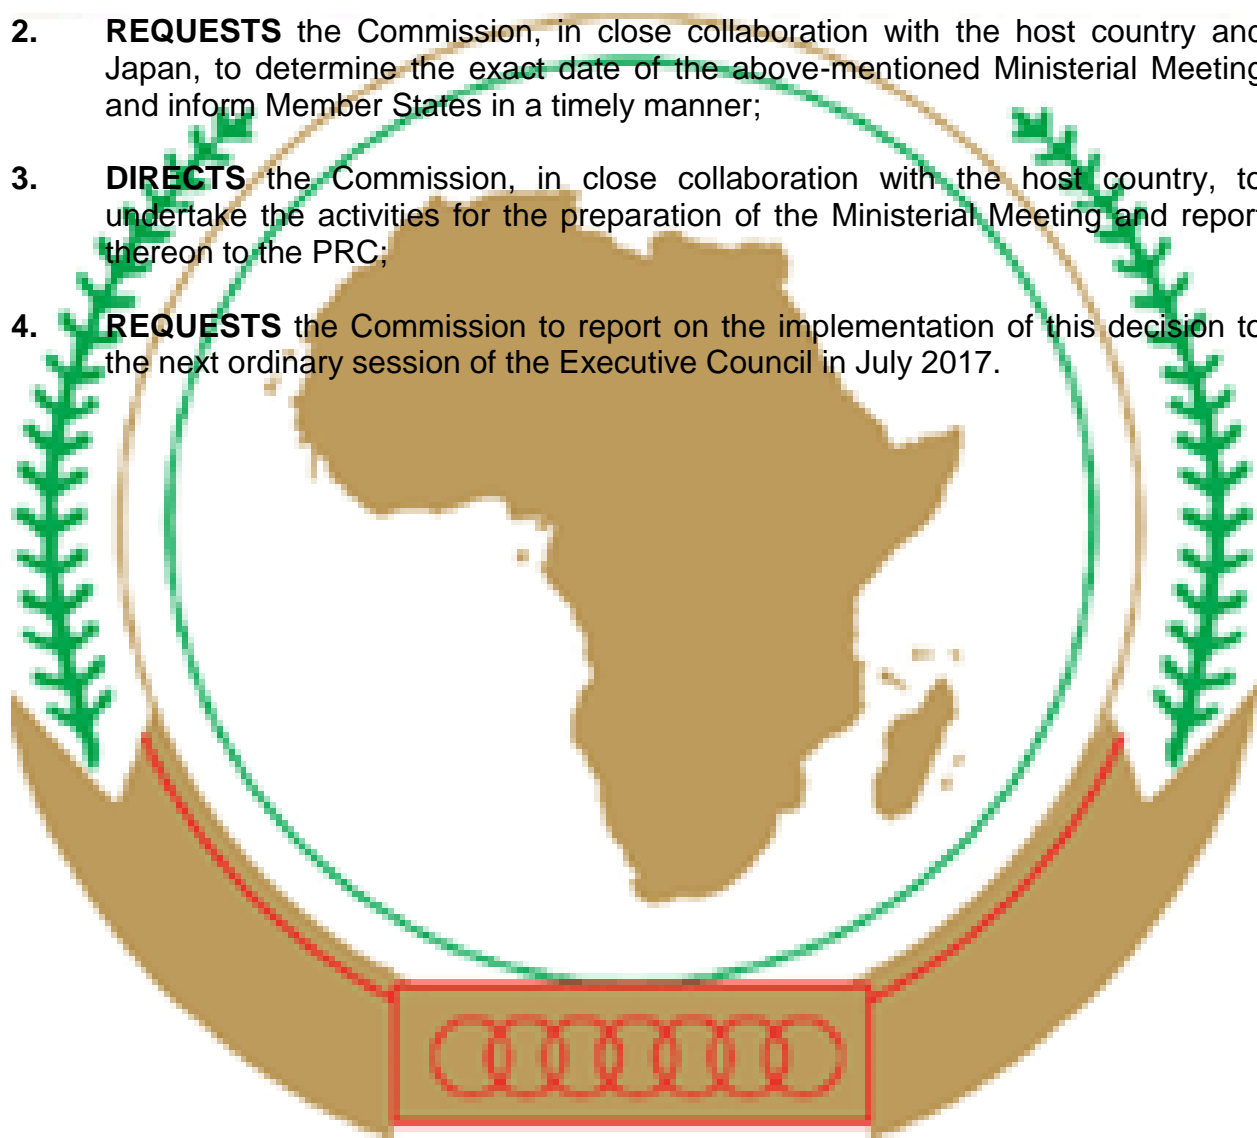 2. REQUESTS the Commission, in close collaboration with the host country and
Japan, to determine the exact date of the above-mentioned Ministerial Meeting
and inform Member States in a timely manner;
3. DIRECTS the Commission, in close collaboration with the host country, to
undertake the activities for the preparation of the Ministerial Meeting and report
thereon to the PRC;
4. REQUESTS the Commission to report on the implementation of this decision to
the next ordinary session of the Executive Council in July 2017.